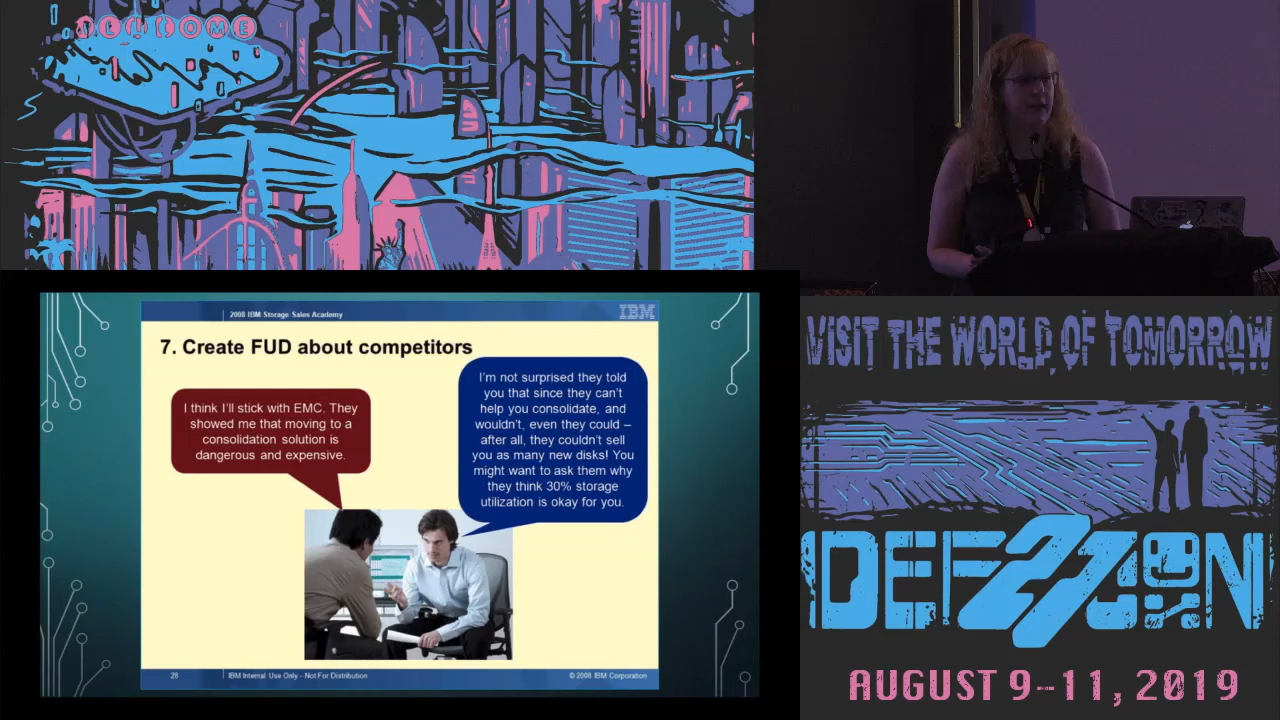 WELCOME
2008 IBM Storage Sales Academy
IBM
7. Create FUD about competitors
I think I'll stick with EMC. They
showed me that moving to a
consolidation solution is
dangerous and expensive.
I'm not surprised they told
you that since they can't
help you consolidate, and
wouldn't, even they could –
after all, they couldn't sell
you as many new disks! You
might want to ask them why
they think 30% storage
utilization is okay for you.
28
IBM Internal Use Only - Not For Distribution
© 2008 IBM Corporation
VISIT THE WORLD OF TOMORROW
DEF 27 CON
AUGUST 9-11, 2019